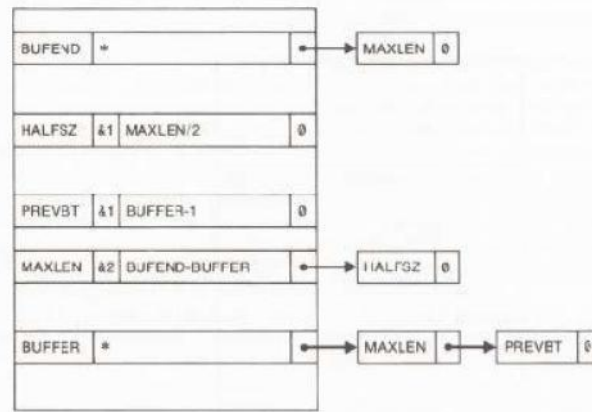 BUFEND * MAXLEN 0
HALFSZ &1 MAXLEN/2 0
PREVBT &1 BUFFER-1 0
MAXLEN &2 BUFEND-BUFFER HALFSZ 0
BUFFER * MAXLEN PREVBT 0